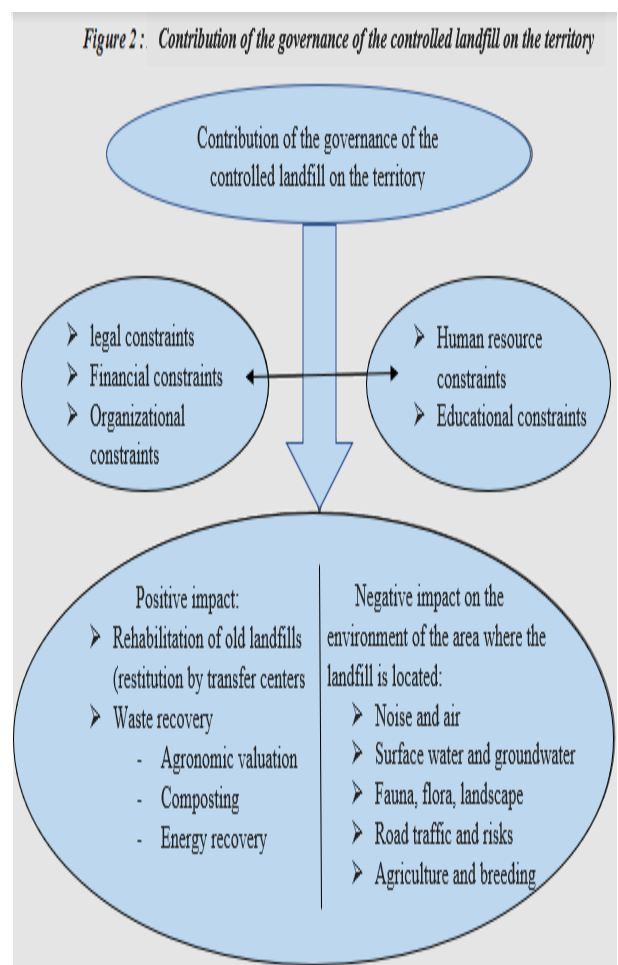 Figure 2 : Contribution of the governance of the controlled landfill on the territory
Contribution of the governance of the
controlled landfill on the territory
➢ legal constraints
➢ Financial constraints
➢ Organizational
constraints
➢ Human resource
constraints
➢ Educational constraints
Positive impact:
➢ Rehabilitation of old landfills
(restitution by transfer centers
➢ Waste recovery
- Agronomic valuation
- Composting
- Energy recovery
Negative impact on the
environment of the area where the
landfill is located:
➢ Noise and air
➢ Surface water and groundwater
➢ Fauna, flora, landscape
➢ Road traffic and risks
➢ Agriculture and breeding